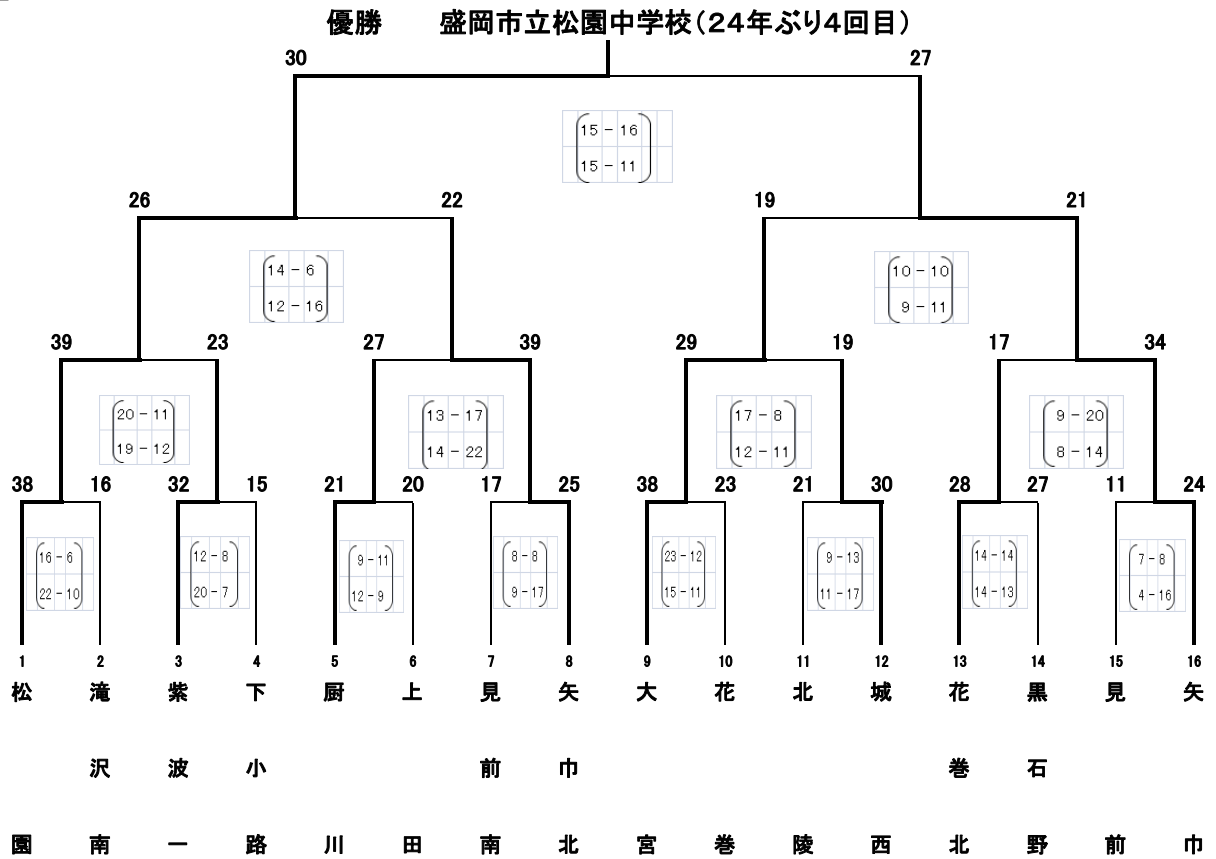 優勝　　盛岡市立松園中学校（24年ぶり4回目）
30 27
15 - 16
15 - 11
26 22 19 21
14 - 6 10 - 10
12 - 16 9 - 11
39 23 27 39 29 19 17 34
20 - 11 13 - 17 17 - 8 9 - 20
19 - 12 14 - 22 12 - 11 8 - 14
38 16 32 15 21 20 17 25 38 23 21 30 28 27 11 24
16 - 6 12 - 8 9 - 11 8 - 8 23 - 12 9 - 13 14 - 14 7 - 8
22 - 10 20 - 7 12 - 9 9 - 17 15 - 11 11 - 17 14 - 13 4 - 16
1 2 3 4 5 6 7 8 9 10 11 12 13 14 15 16
松園
滝沢南
紫波一
下小路
厨川
上田
見前南
矢巾北
大宮
花巻
北陵
城西
花巻北
黒石野
見前
矢巾